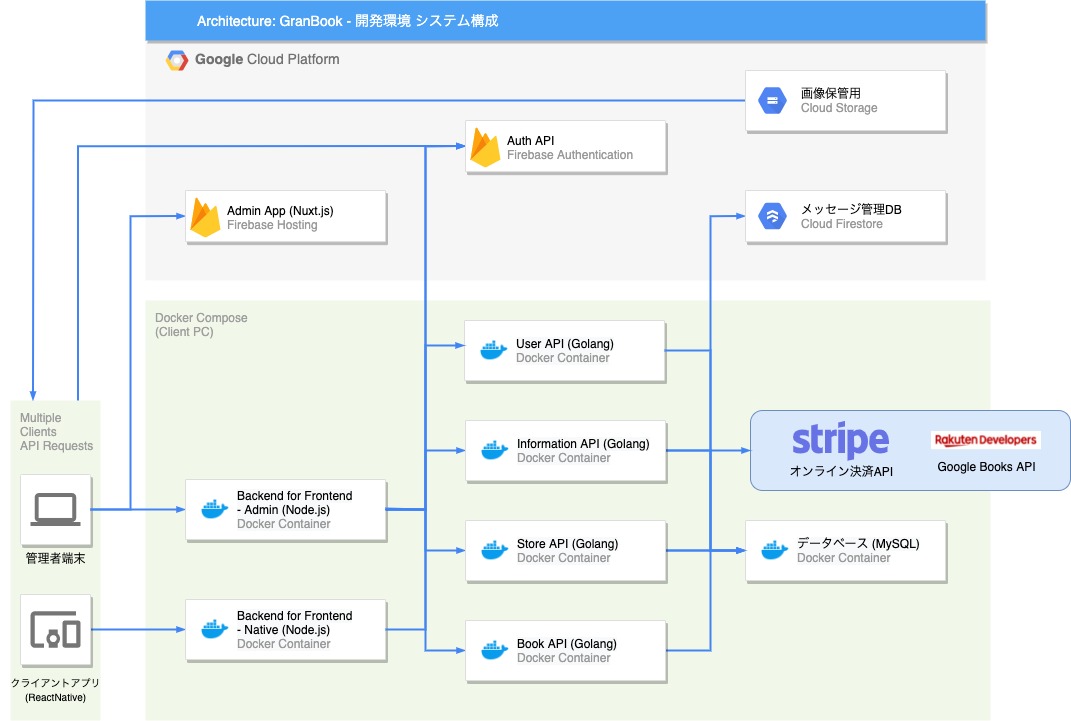 Architecture: GranBook - 開発環境 システム構成
Google Cloud Platform
画像保管用
Cloud Storage
Auth API
Firebase Authentication
Admin App (Nuxt.js)
Firebase Hosting
メッセージ管理DB
Cloud Firestore
Docker Compose
(Client PC)
User API (Golang)
Docker Container
Multiple
Clients
API Requests
Information API (Golang)
Docker Container
stripe
オンライン決済API
Rakuten Developers
Google Books API
管理者端末
Backend for Frontend
- Admin (Node.js)
Docker Container
Store API (Golang)
Docker Container
データベース (MySQL)
Docker Container
クライアントアプリ
(ReactNative)
Backend for Frontend
- Native (Node.js)
Docker Container
Book API (Golang)
Docker Container